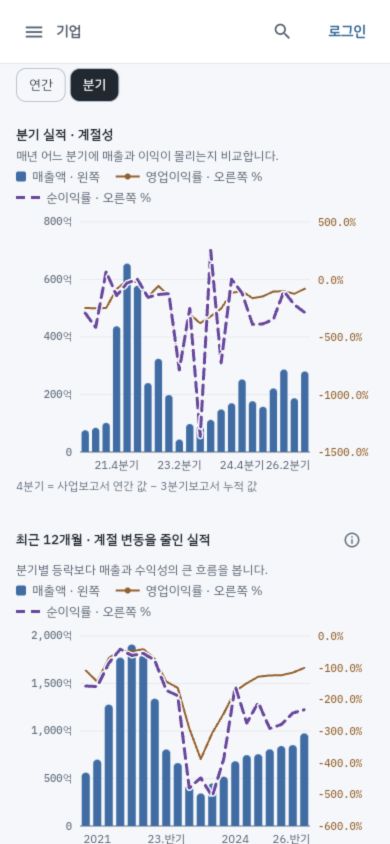 기업
로그인
연간
분기
분기 실적 · 계절성
매년 어느 분기에 매출과 이익이 몰리는지 비교합니다.
매출액 · 왼쪽
영업이익률 · 오른쪽 %
순이익률 · 오른쪽 %
800억
600억
400억
200억
0
500.0%
0.0%
-500.0%
-1000.0%
-1500.0%
21.4분기
23.2분기
24.4분기
26.2분기
4분기 = 사업보고서 연간 값 − 3분기보고서 누적 값
최근 12개월 · 계절 변동을 줄인 실적
분기별 등락보다 매출과 수익성의 큰 흐름을 봅니다.
매출액 · 왼쪽
영업이익률 · 오른쪽 %
순이익률 · 오른쪽 %
2,000억
1,500억
1,000억
500억
0
0.0%
-100.0%
-200.0%
-300.0%
-400.0%
-500.0%
-600.0%
2021
23.반기
2024
26.반기